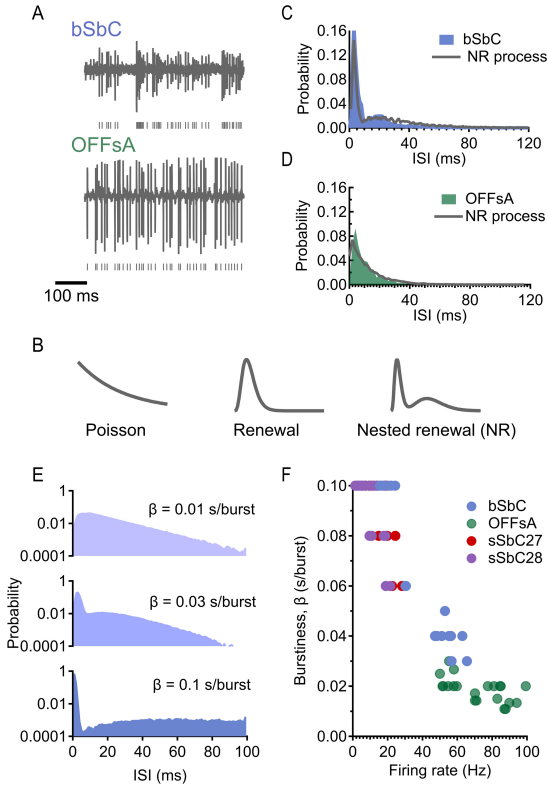 A
bSbC
OFFsA
100 ms
C
0.16
0.12
0.08
0.04
0.00
Probability
bSbC
NR process
0 40 80 120
ISI (ms)
D
0.16
0.12
0.08
0.04
0.00
Probability
OFFsA
NR process
0 40 80 120
ISI (ms)
B
Poisson
Renewal
Nested renewal (NR)
E
Probability
1
0.01
0.0001
β = 0.01 s/burst
1
0.01
0.0001
β = 0.03 s/burst
1
0.01
0.0001
β = 0.1 s/burst
0 20 40 60 80 100
ISI (ms)
F
Burstiness, β (s/burst)
0.10
0.08
0.06
0.04
0.02
0.00
bSbC
OFFsA
sSbC27
sSbC28
0 20 40 60 80 100
Firing rate (Hz)